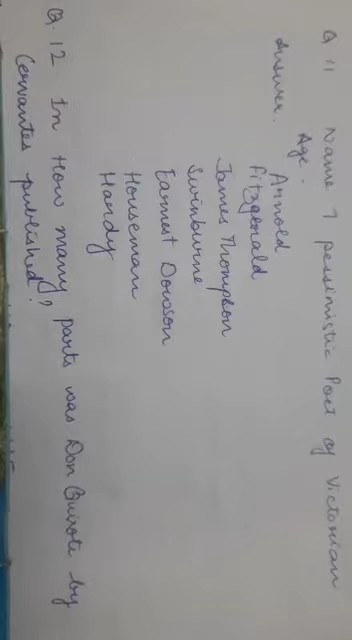 Q 11 Name 7 pessimistic Poet of Victorian
Age.
Answer. Arnold
Fitzgerald
James Thompson
Swinburne
Earnest Dowson
Houseman
Hardy
Q. 12 In How many parts was Don Quixote by
Cervantes published?